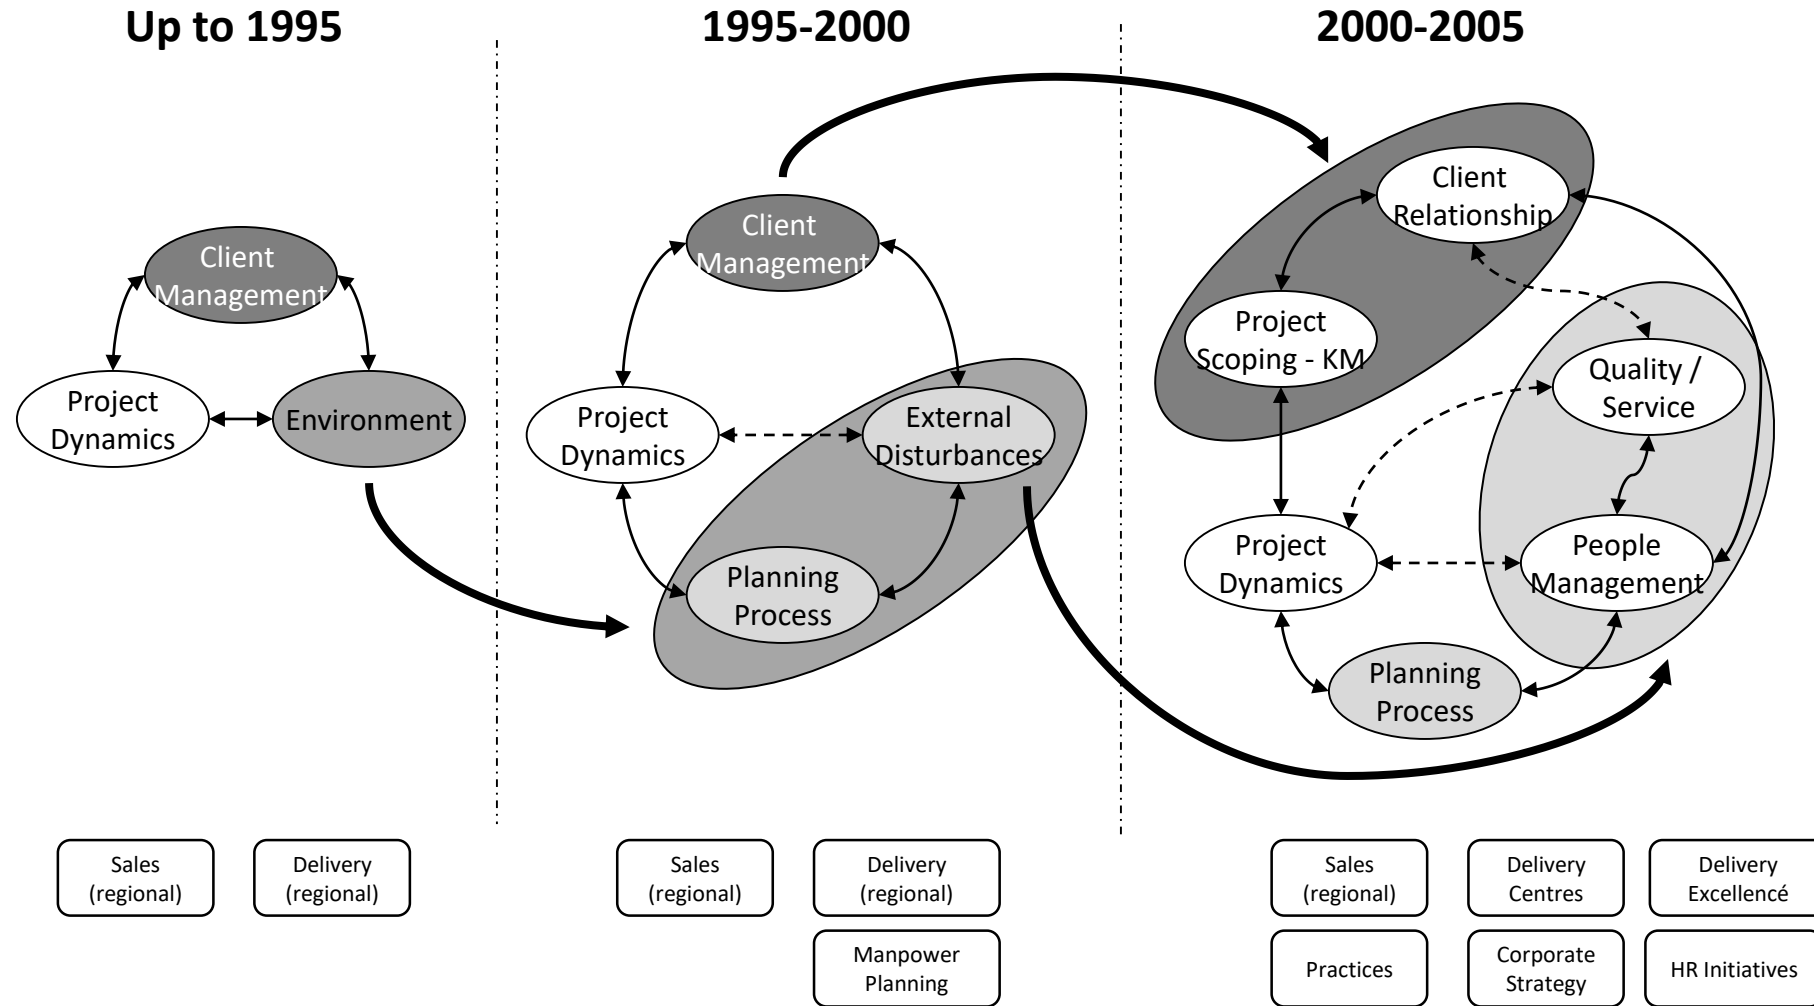 Up to 1995
1995-2000
2000-2005
Client
Management
Project
Dynamics
Environment
Client
Management
Project
Dynamics
External
Disturbances
Planning
Process
Client
Relationship
Project
Scoping - KM
Quality /
Service
Project
Dynamics
People
Management
Planning
Process
Sales
(regional)
Delivery
(regional)
Sales
(regional)
Delivery
(regional)
Manpower
Planning
Sales
(regional)
Delivery
Centres
Delivery
Excellencé
Practices
Corporate
Strategy
HR Initiatives